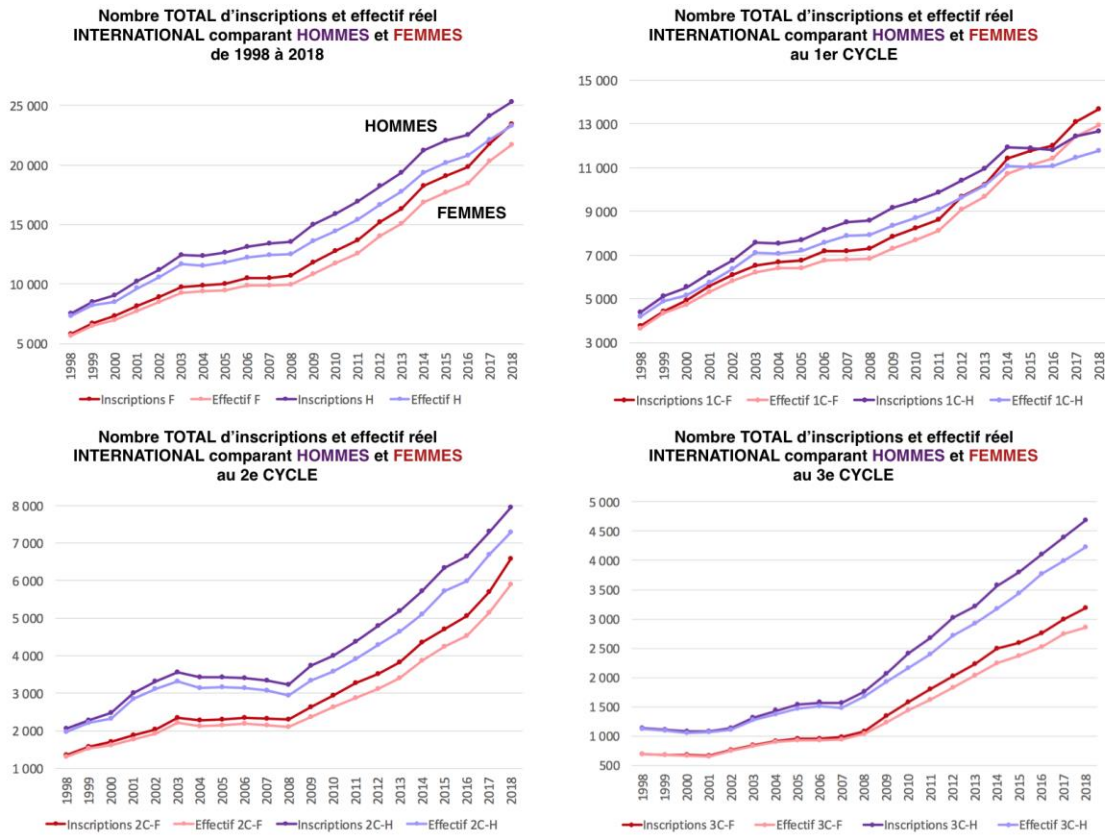 Nombre TOTAL d'inscriptions et effectif réel
INTERNATIONAL comparant HOMMES et FEMMES
de 1998 à 2018
25 000
20 000
15 000
10 000
5 000
HOMMES
FEMMES
1998 1999 2000 2001 2002 2003 2004 2005 2006 2007 2008 2009 2010 2011 2012 2013 2014 2015 2016 2017 2018
Inscriptions F Effectif F Inscriptions H Effectif H
Nombre TOTAL d'inscriptions et effectif réel
INTERNATIONAL comparant HOMMES et FEMMES
au 1er CYCLE
15 000
13 000
11 000
9 000
7 000
5 000
3 000
1998 1999 2000 2001 2002 2003 2004 2005 2006 2007 2008 2009 2010 2011 2012 2013 2014 2015 2016 2017 2018
Inscriptions 1C-F Effectif 1C-F Inscriptions 1C-H Effectif 1C-H
Nombre TOTAL d'inscriptions et effectif réel
INTERNATIONAL comparant HOMMES et FEMMES
au 2e CYCLE
8 000
7 000
6 000
5 000
4 000
3 000
2 000
1 000
1998 1999 2000 2001 2002 2003 2004 2005 2006 2007 2008 2009 2010 2011 2012 2013 2014 2015 2016 2017 2018
Inscriptions 2C-F Effectif 2C-F Inscriptions 2C-H Effectif 2C-H
Nombre TOTAL d'inscriptions et effectif réel
INTERNATIONAL comparant HOMMES et FEMMES
au 3e CYCLE
5 000
4 500
4 000
3 500
3 000
2 500
2 000
1 500
1 000
500
1998 1999 2000 2001 2002 2003 2004 2005 2006 2007 2008 2009 2010 2011 2012 2013 2014 2015 2016 2017 2018
Inscriptions 3C-F Effectif 3C-F Inscriptions 3C-H Effectif 3C-H